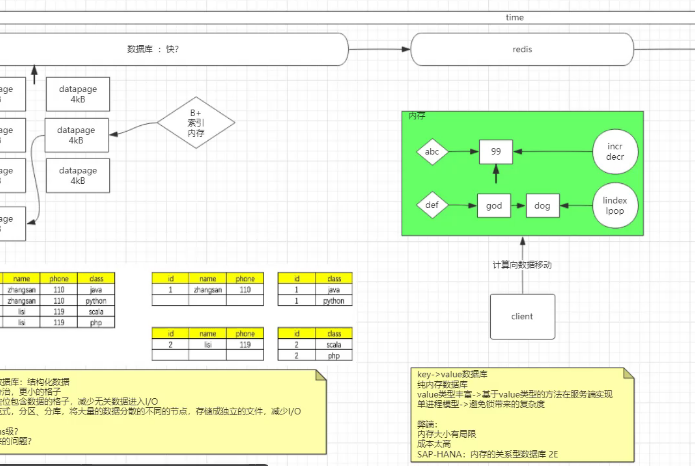 time
数据库 : 快?
redis
datapage
4kB
B+
索引
内存
datapage
4kB
datapage
4kB
内存
abc
99
incr
decr
def
god
dog
lindex
lpop
计算向数据移动
client
name phone class
zhangsan 110 java
zhangsan 110 python
lisi 119 scala
lisi 119 php
id name phone
1 zhangsan 110
id class
1 java
1 python
id name phone
2 lisi 119
id class
2 scala
2 php
数据库：结构化数据
更小的格子
位包含数据的格子，减少无关数据进入I/O
式，分区、分库，将大量的数据分散的不同的节点，存储成独立的文件，减少I/O
s级?
的问题?
key->value数据库
纯内存数据库
value类型丰富->基于value类型的方法在服务端实现
单进程模型->避免锁带来的复杂度
弊端：
内存大小有局限
成本太高
SAP-HANA：内存的关系型数据库 2E